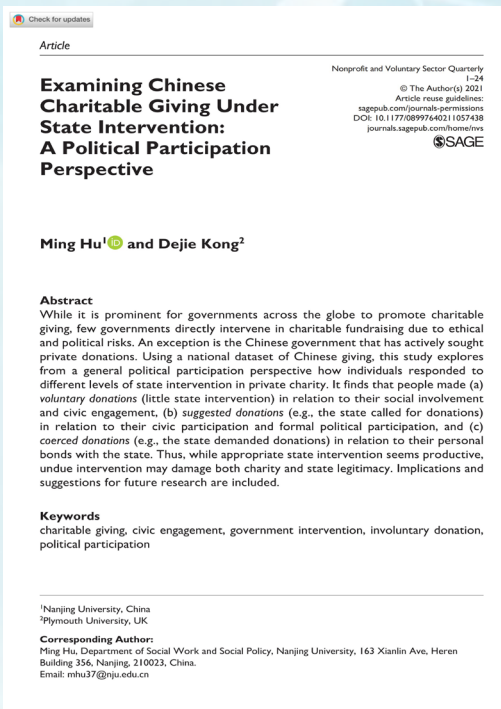 Check for updates
Article
Nonprofit and Voluntary Sector Quarterly
1–24
© The Author(s) 2021
Article reuse guidelines:
sagepub.com/journals-permissions
DOI: 10.1177/08997640211057438
journals.sagepub.com/home/nvs
SSAGE
Examining Chinese
Charitable Giving Under
State Intervention:
A Political Participation
Perspective
Ming Hu1 iD and Dejie Kong2
Abstract
While it is prominent for governments across the globe to promote charitable
giving, few governments directly intervene in charitable fundraising due to ethical
and political risks. An exception is the Chinese government that has actively sought
private donations. Using a national dataset of Chinese giving, this study explores
from a general political participation perspective how individuals responded to
different levels of state intervention in private charity. It finds that people made (a)
voluntary donations (little state intervention) in relation to their social involvement
and civic engagement, (b) suggested donations (e.g., the state called for donations)
in relation to their civic participation and formal political participation, and (c)
coerced donations (e.g., the state demanded donations) in relation to their personal
bonds with the state. Thus, while appropriate state intervention seems productive,
undue intervention may damage both charity and state legitimacy. Implications and
suggestions for future research are included.
Keywords
charitable giving, civic engagement, government intervention, involuntary donation,
political participation
1Nanjing University, China
2Plymouth University, UK
Corresponding Author:
Ming Hu, Department of Social Work and Social Policy, Nanjing University, 163 Xianlin Ave, Heren
Building 356, Nanjing, 210023, China.
Email: mhu37@nju.edu.cn